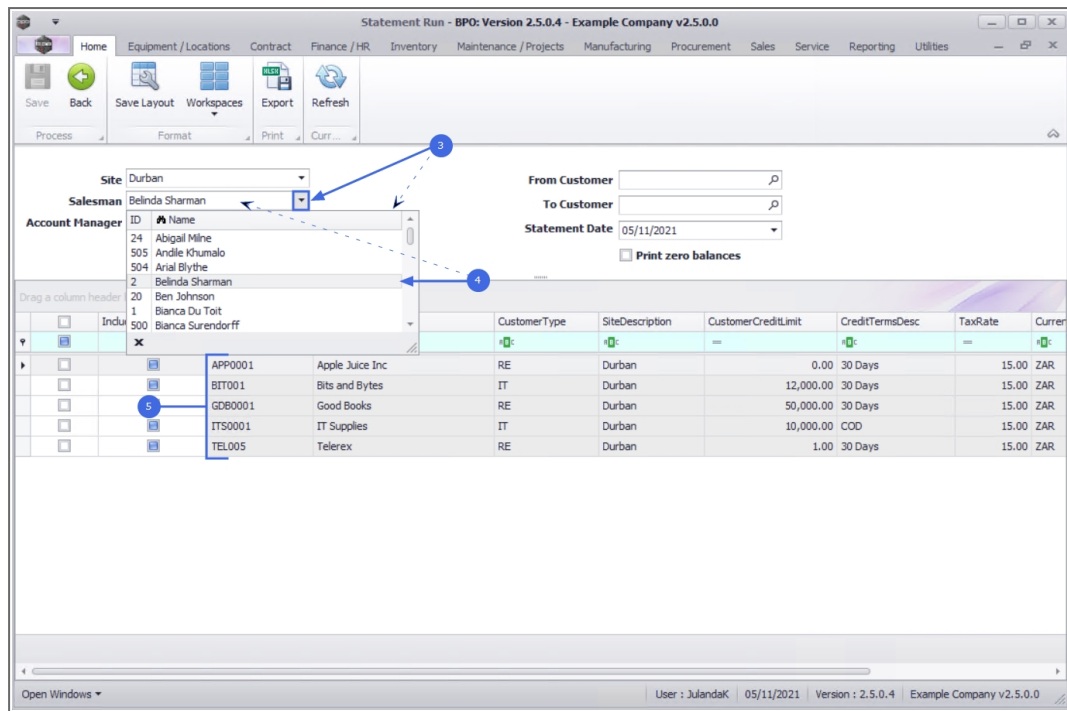 Statement Run - BPO: Version 2.5.0.4 - Example Company v2.5.0.0
Home Equipment / Locations Contract Finance / HR Inventory Maintenance / Projects Manufacturing Procurement Sales Service Reporting Utilities
Save Back Save Layout Workspaces Export Refresh
Process Format Print Curr...
3
Site Durban
Salesman Belinda Sharman
Account Manager
From Customer
To Customer
Statement Date 05/11/2021
Print zero balances
ID Name
24 Abigail Milne
505 Andile Khumalo
504 Arial Blythe
2 Belinda Sharman
4
20 Ben Johnson
1 Bianca Du Toit
500 Bianca Surendorff
Drag a column header
Inclu CustomerType SiteDescription CustomerCreditLimit CreditTermsDesc TaxRate Curren
APP0001 Apple Juice Inc RE Durban 0.00 30 Days 15.00 ZAR
BIT001 Bits and Bytes IT Durban 12,000.00 30 Days 15.00 ZAR
5 GDB0001 Good Books RE Durban 50,000.00 30 Days 15.00 ZAR
ITS0001 IT Supplies IT Durban 10,000.00 COD 15.00 ZAR
TEL005 Telerex RE Durban 1.00 30 Days 15.00 ZAR
Open Windows User : JulandaK 05/11/2021 Version : 2.5.0.4 Example Company v2.5.0.0